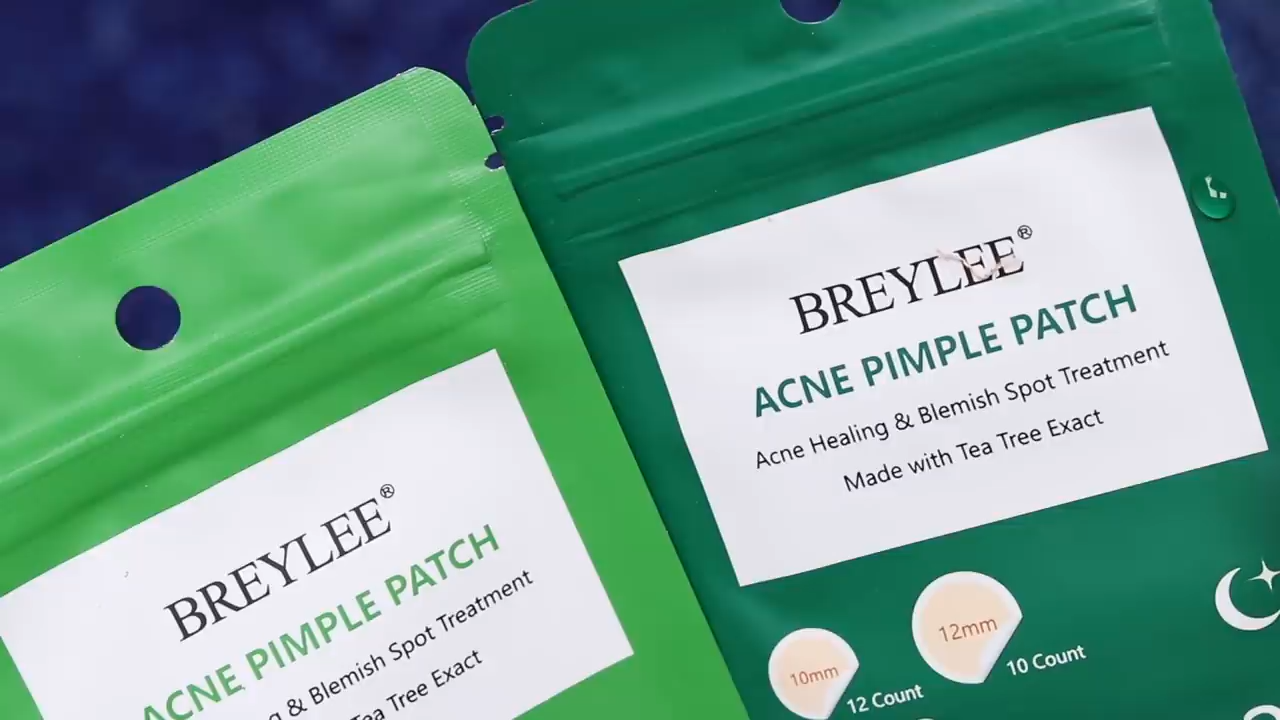 BREYLEE®
ACNE PIMPLE PATCH
& Blemish Spot Treatment
Tea Tree Exact
BREYLEE®
ACNE PIMPLE PATCH
Acne Healing & Blemish Spot Treatment
Made with Tea Tree Exact
10mm
12 Count
12mm
10 Count